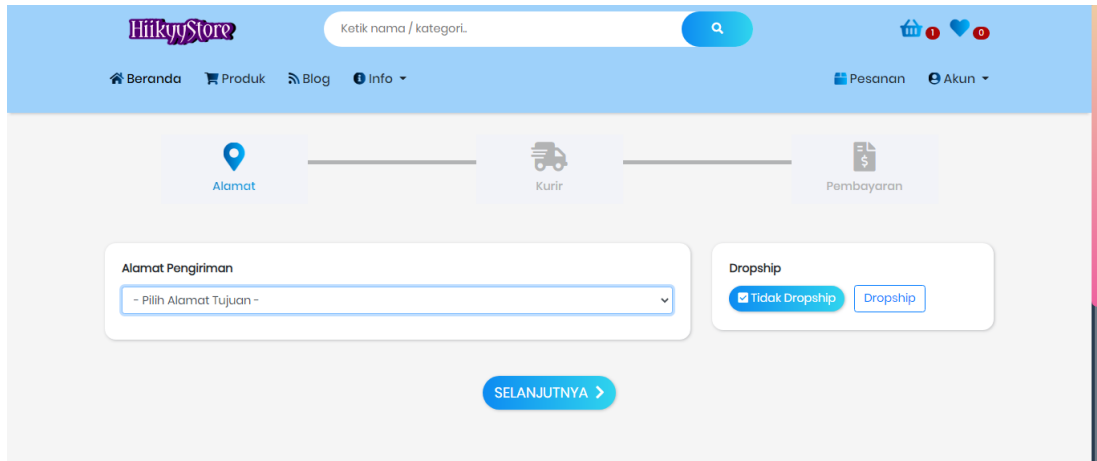 HiikyyStore
Ketik nama / kategori..
1 0
Beranda Produk Blog Info Pesanan Akun
Alamat Kurir Pembayaran
Alamat Pengiriman
- Pilih Alamat Tujuan -
Dropship
Tidak Dropship Dropship
SELANJUTNYA